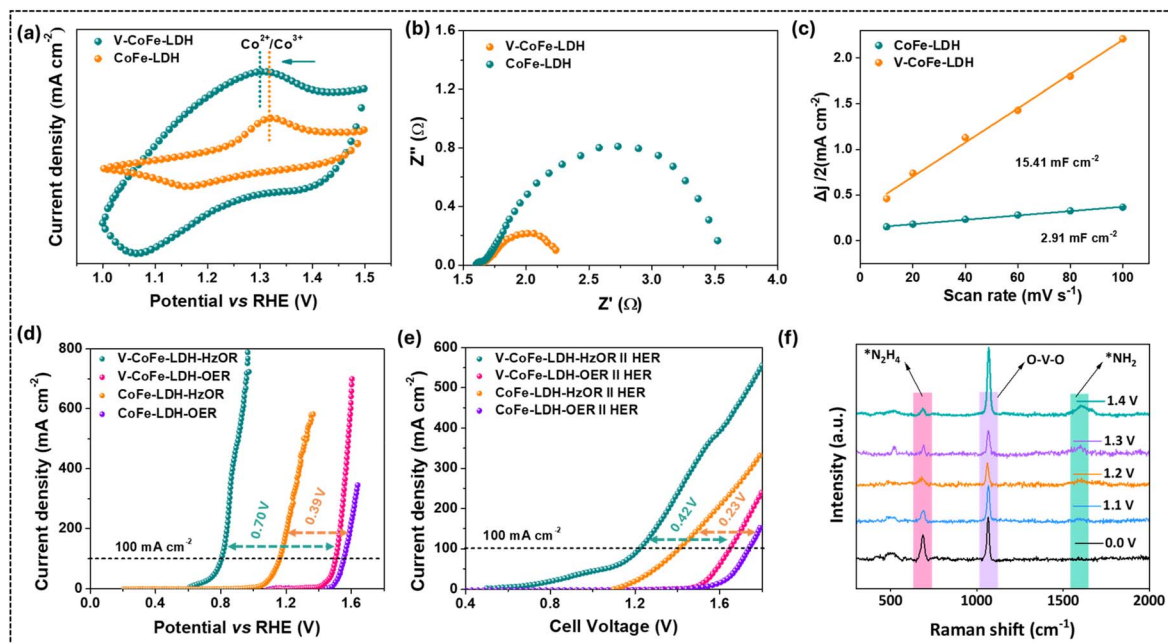 (a)
V-CoFe-LDH
CoFe-LDH
Co²⁺/Co³⁺
Current density (mA cm⁻²)
1.0 1.1 1.2 1.3 1.4 1.5
Potential vs RHE (V)
(b)
V-CoFe-LDH
CoFe-LDH
Z'' (Ω)
1.6
1.2
0.8
0.4
0.0
1.5 2.0 2.5 3.0 3.5 4.0
Z' (Ω)
(c)
CoFe-LDH
V-CoFe-LDH
15.41 mF cm⁻²
2.91 mF cm⁻²
Δj /2(mA cm⁻²)
2.0
1.5
1.0
0.5
0.0
0 20 40 60 80 100
Scan rate (mV s⁻¹)
(d)
V-CoFe-LDH-HzOR
V-CoFe-LDH-OER
CoFe-LDH-HzOR
CoFe-LDH-OER
0.70 V
0.39 V
100 mA cm⁻²
Current density (mA cm⁻²)
800
600
400
200
0
0.0 0.4 0.8 1.2 1.6
Potential vs RHE (V)
(e)
V-CoFe-LDH-HzOR II HER
V-CoFe-LDH-OER II HER
CoFe-LDH-HzOR II HER
CoFe-LDH-OER II HER
0.42 V
0.23 V
100 mA cm⁻²
Current density (mA cm⁻²)
600
500
400
300
200
100
0
0.4 0.8 1.2 1.6
Cell Voltage (V)
(f)
*N₂H₄
O-V-O
*NH₂
1.4 V
1.3 V
1.2 V
1.1 V
0.0 V
Intensity (a.u.)
500 1000 1500 2000
Raman shift (cm⁻¹)